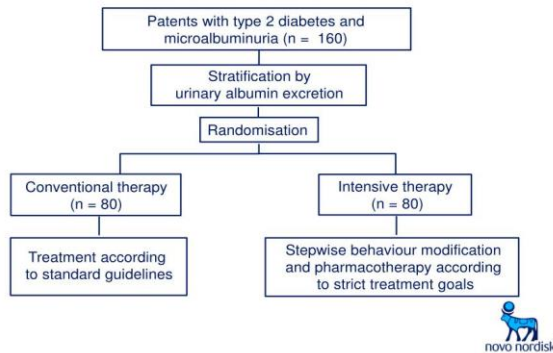 Patents with type 2 diabetes and
microalbuminuria (n = 160)
Stratification by
urinary albumin excretion
Randomisation
Conventional therapy
(n = 80)
Intensive therapy
(n = 80)
Treatment according
to standard guidelines
Stepwise behaviour modification
and pharmacotherapy according
to strict treatment goals
novo nordisk